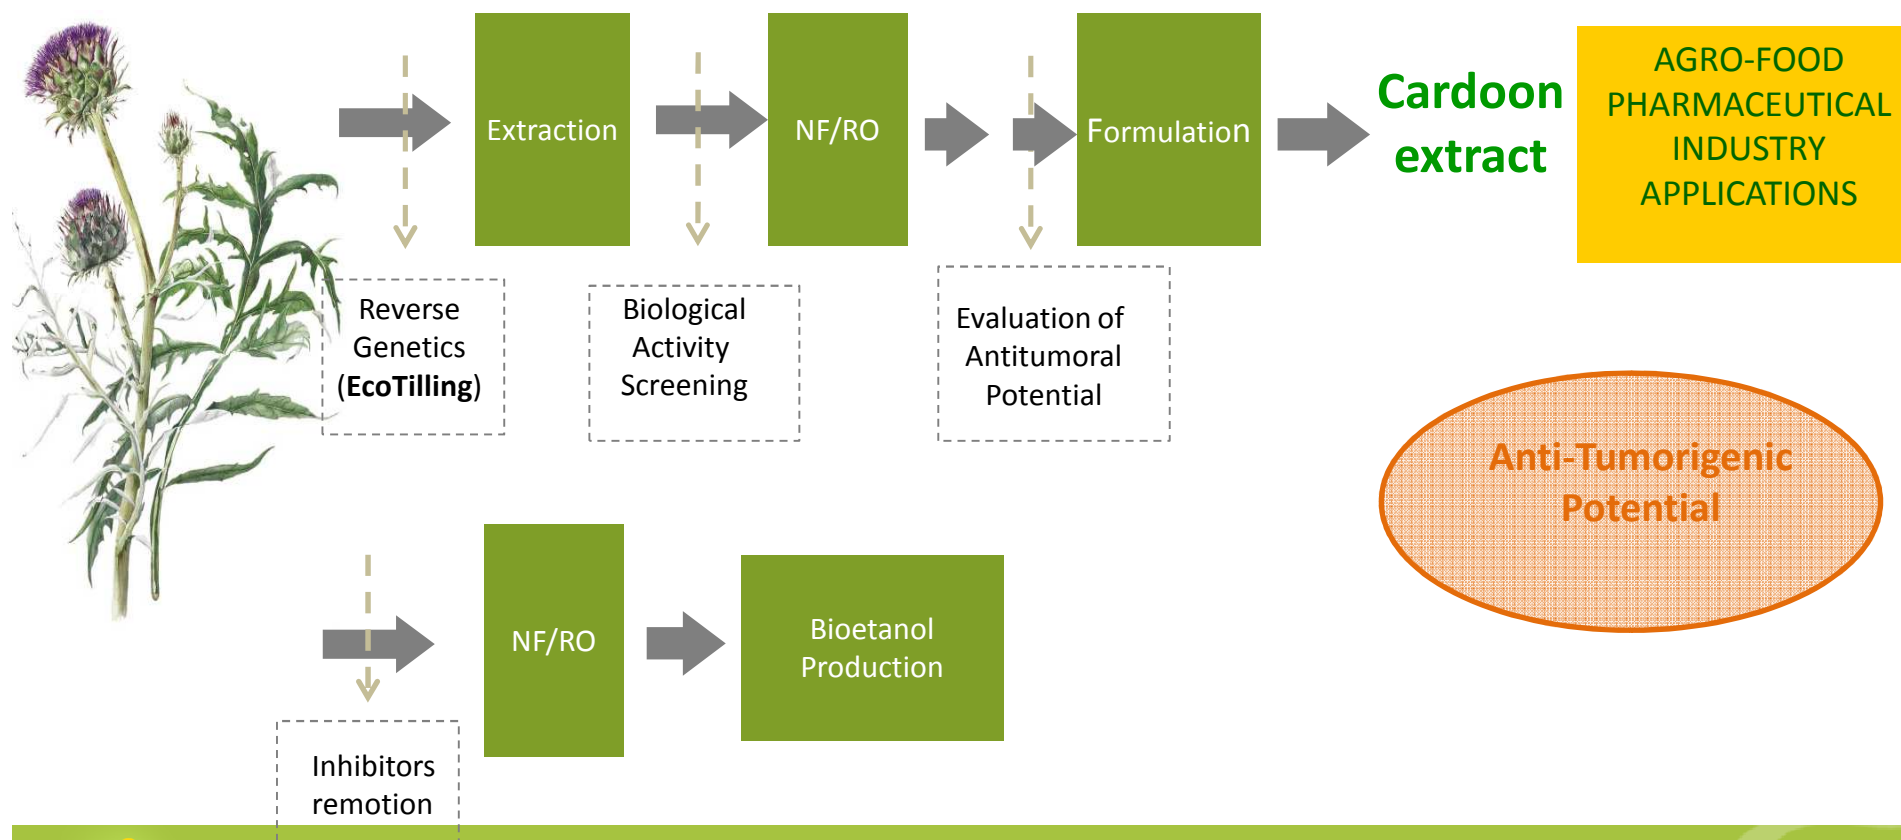 Extraction
NF/RO
Formulation
Cardoon
extract
AGRO-FOOD
PHARMACEUTICAL
INDUSTRY
APPLICATIONS
Reverse
Genetics
(EcoTilling)
Biological
Activity
Screening
Evaluation of
Antitumoral
Potential
Anti-Tumorigenic
Potential
NF/RO
Bioetanol
Production
Inhibitors
remotion